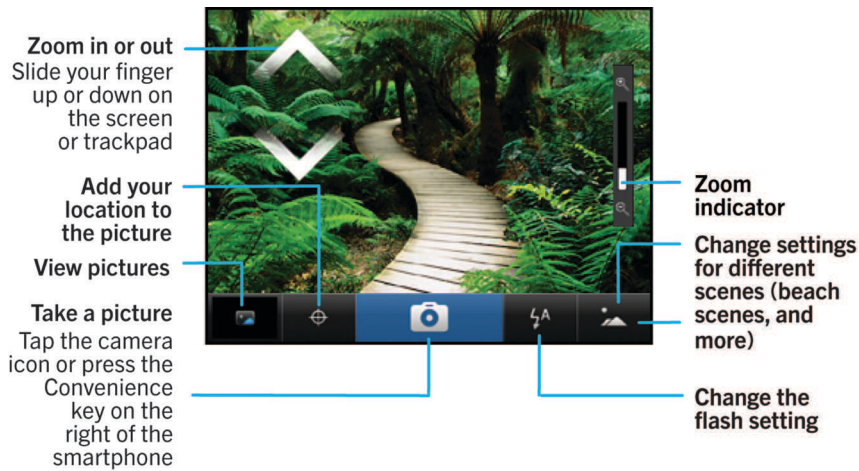 Zoom in or out
Slide your finger
up or down on
the screen
or trackpad
Add your
location to
the picture
View pictures
Take a picture
Tap the camera
icon or press the
Convenience
key on the
right of the
smartphone
A
Zoom
indicator
Change settings
for different
scenes (beach
scenes, and
more)
Change the
flash setting